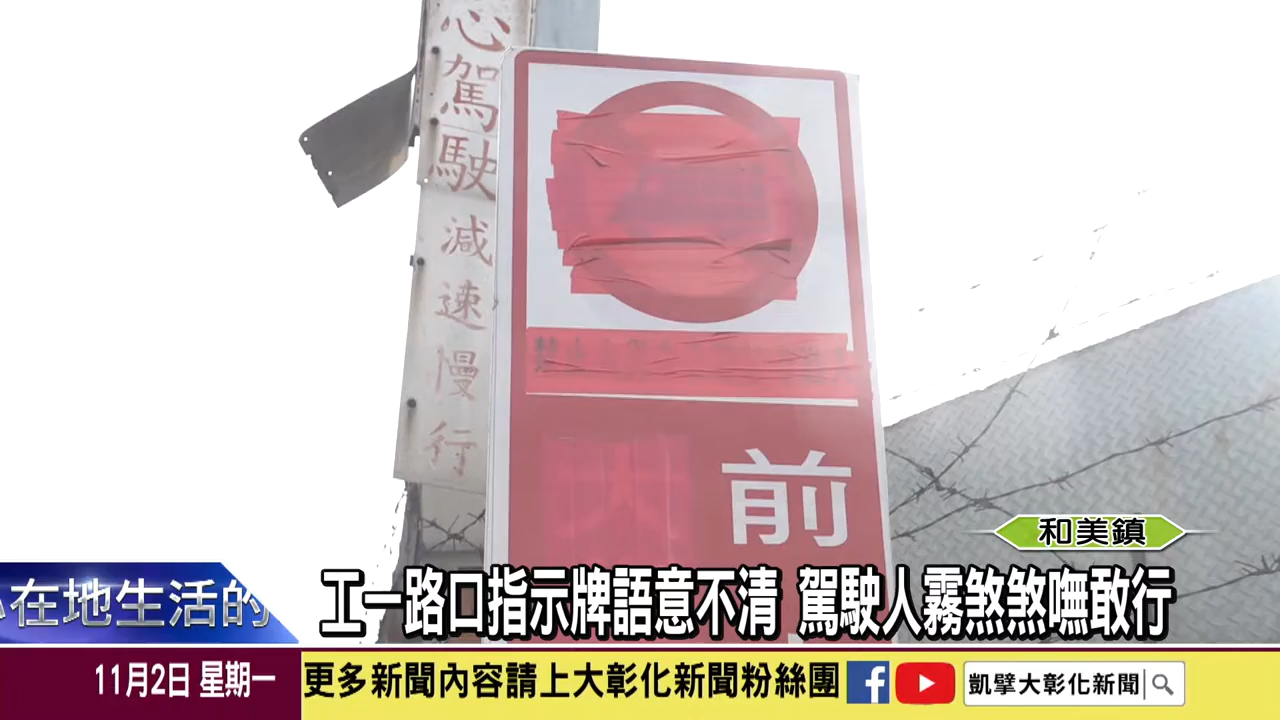 心駕駛
減速慢行
前
和美鎮
心在地生活的
工一路口指示牌語意不清 駕駛人霧煞煞嘸敢行
11月2日 星期一
更多新聞內容請上大彰化新聞粉絲團
凱擘大彰化新聞